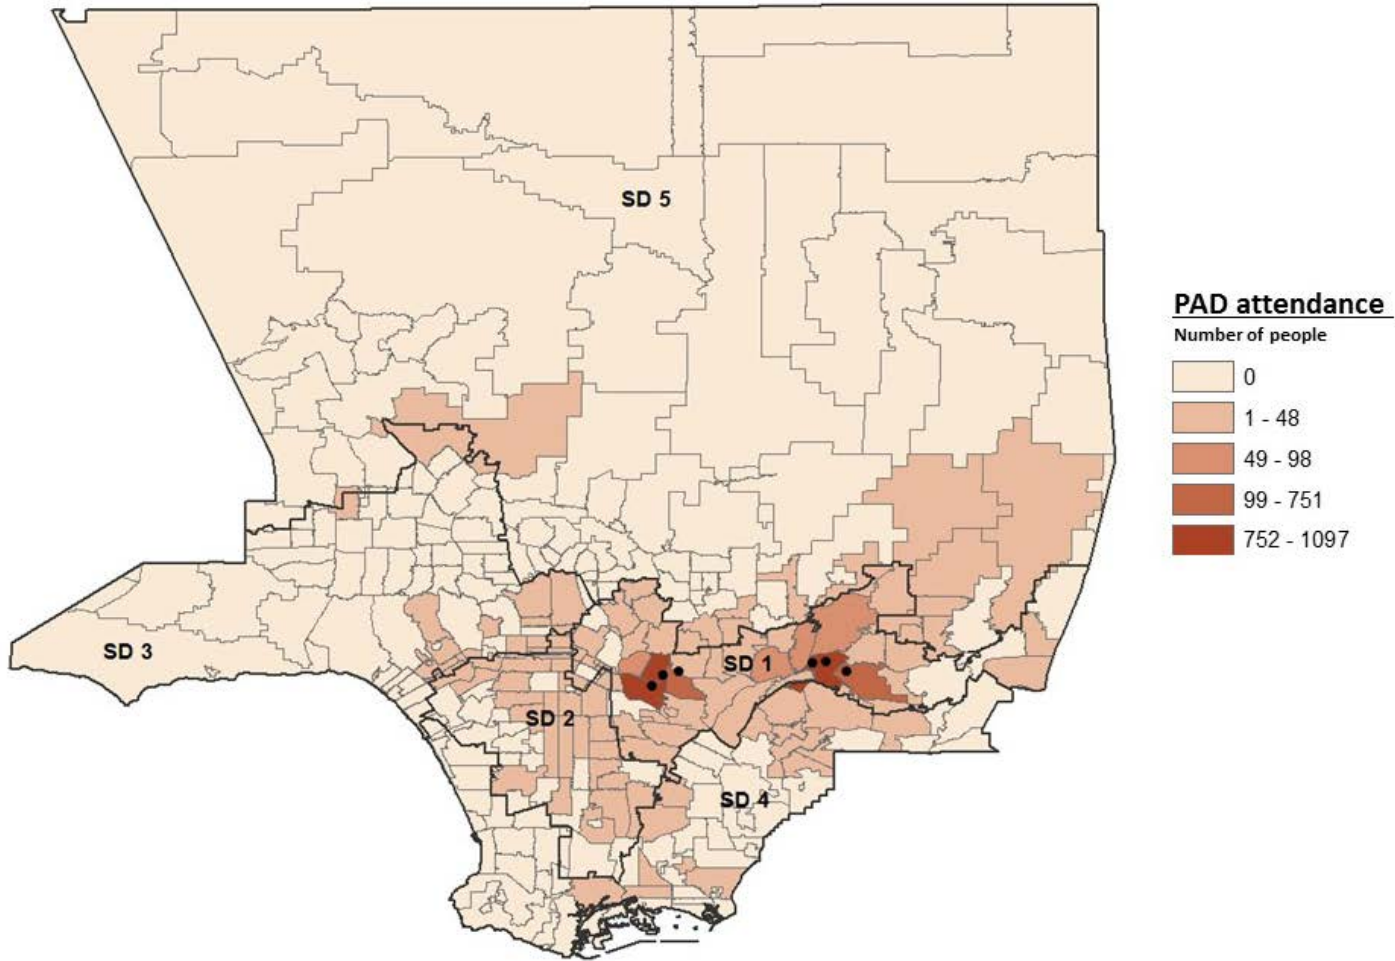 SD 5
SD 3
SD 1
SD 2
SD 4
PAD attendance
Number of people
0
1 - 48
49 - 98
99 - 751
752 - 1097